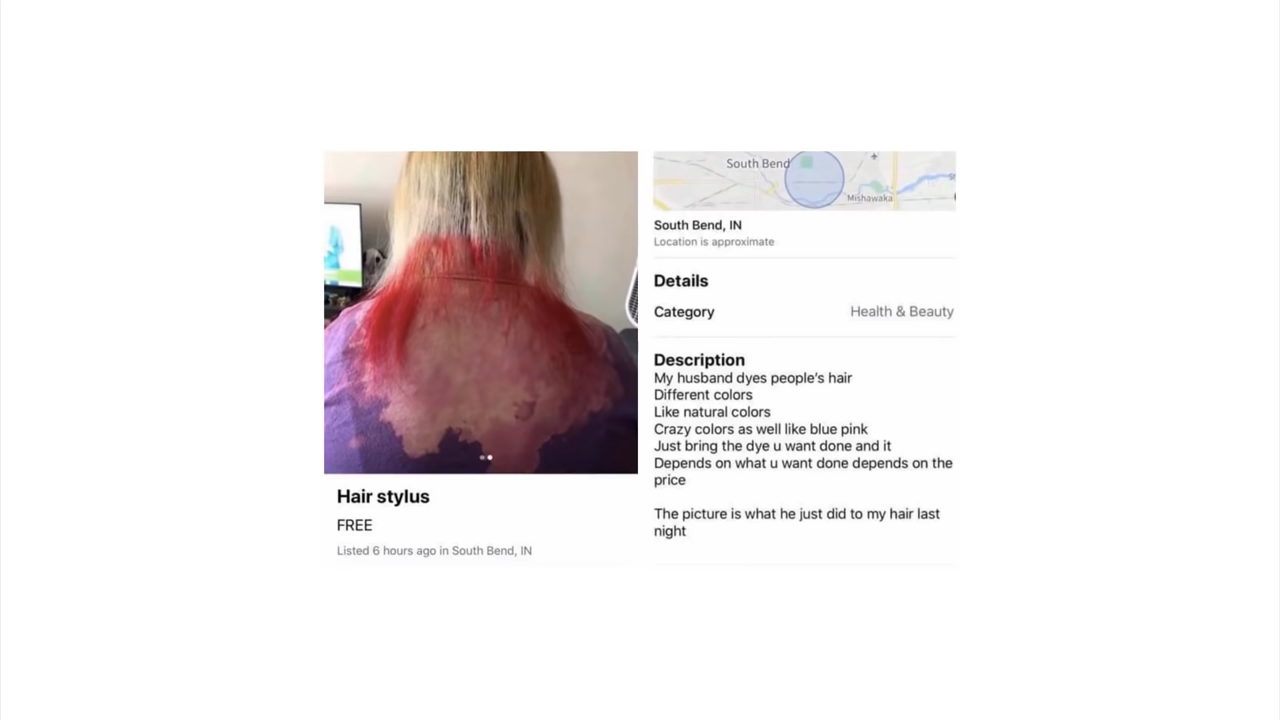 Hair stylus
FREE
Listed 6 hours ago in South Bend, IN
South Bend
Mishawaka
South Bend, IN
Location is approximate
Details
Category Health & Beauty
Description
My husband dyes people's hair
Different colors
Like natural colors
Crazy colors as well like blue pink
Just bring the dye u want done and it
Depends on what u want done depends on the
price
The picture is what he just did to my hair last
night